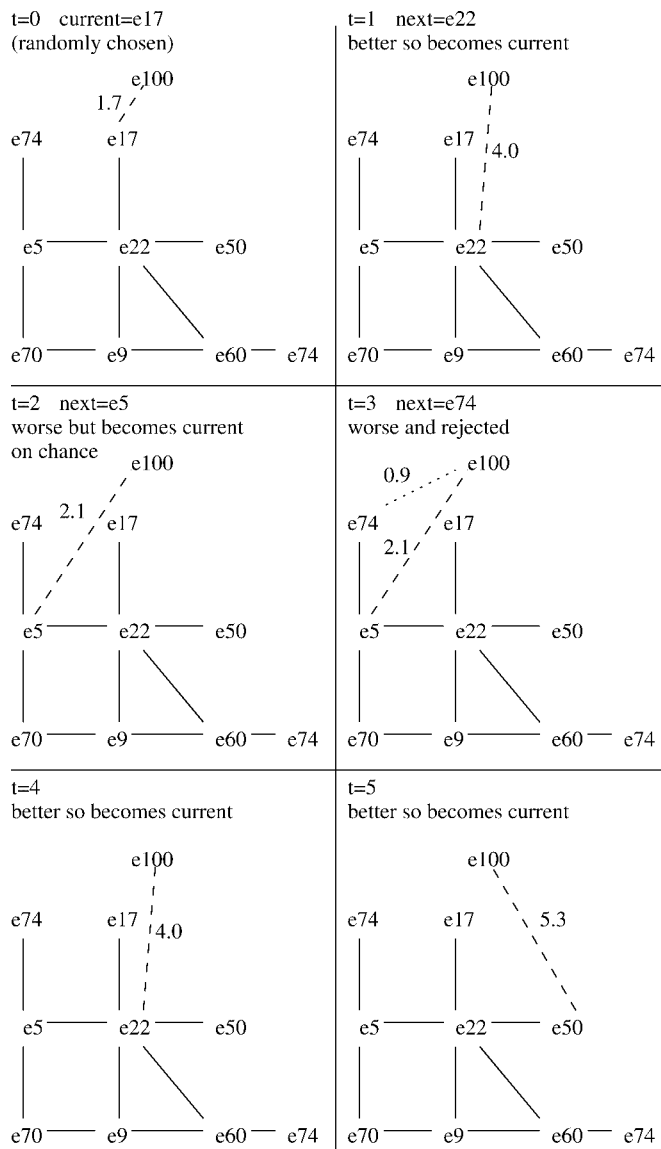 t=0 current=e17
(randomly chosen)
e100
1.7
e74 e17
e5 e22 e50
e70 e9 e60 e74
t=1 next=e22
better so becomes current
e100
e74 e17
4.0
e5 e22 e50
e70 e9 e60 e74
t=2 next=e5
worse but becomes current
on chance
e100
2.1
e74 e17
e5 e22 e50
e70 e9 e60 e74
t=3 next=e74
worse and rejected
e100
0.9
e74 e17
2.1
e5 e22 e50
e70 e9 e60 e74
t=4
better so becomes current
e100
e74 e17
4.0
e5 e22 e50
e70 e9 e60 e74
t=5
better so becomes current
e100
e74 e17 5.3
e5 e22 e50
e70 e9 e60 e74